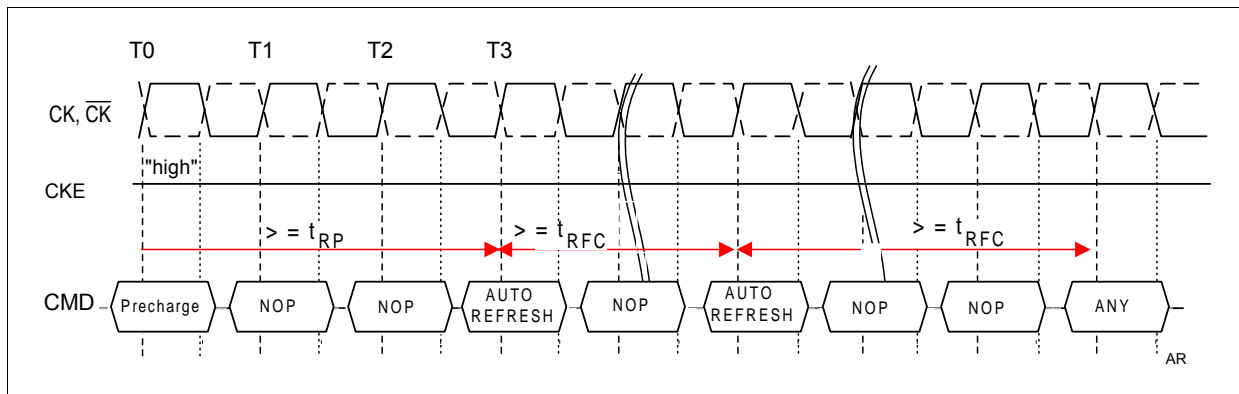 T0 T1 T2 T3
CK, C̅K̅
"high"
CKE
> = tRP > = tRFC > = tRFC
CMD Precharge NOP NOP AUTO REFRESH NOP AUTO REFRESH NOP NOP ANY
AR